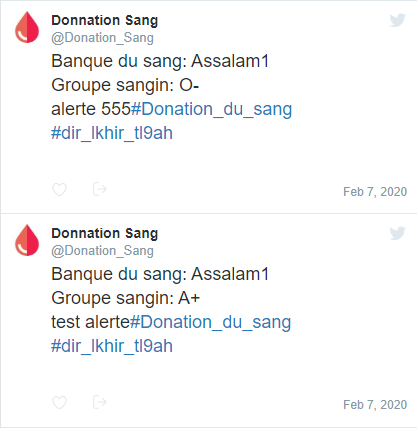 Donnation Sang
@Donation_Sang
Banque du sang: Assalam1
Groupe sangin: O-
alerte 555#Donation_du_sang
#dir_lkhir_tl9ah
Feb 7, 2020
Donnation Sang
@Donation_Sang
Banque du sang: Assalam1
Groupe sangin: A+
test alerte#Donation_du_sang
#dir_lkhir_tl9ah
Feb 7, 2020